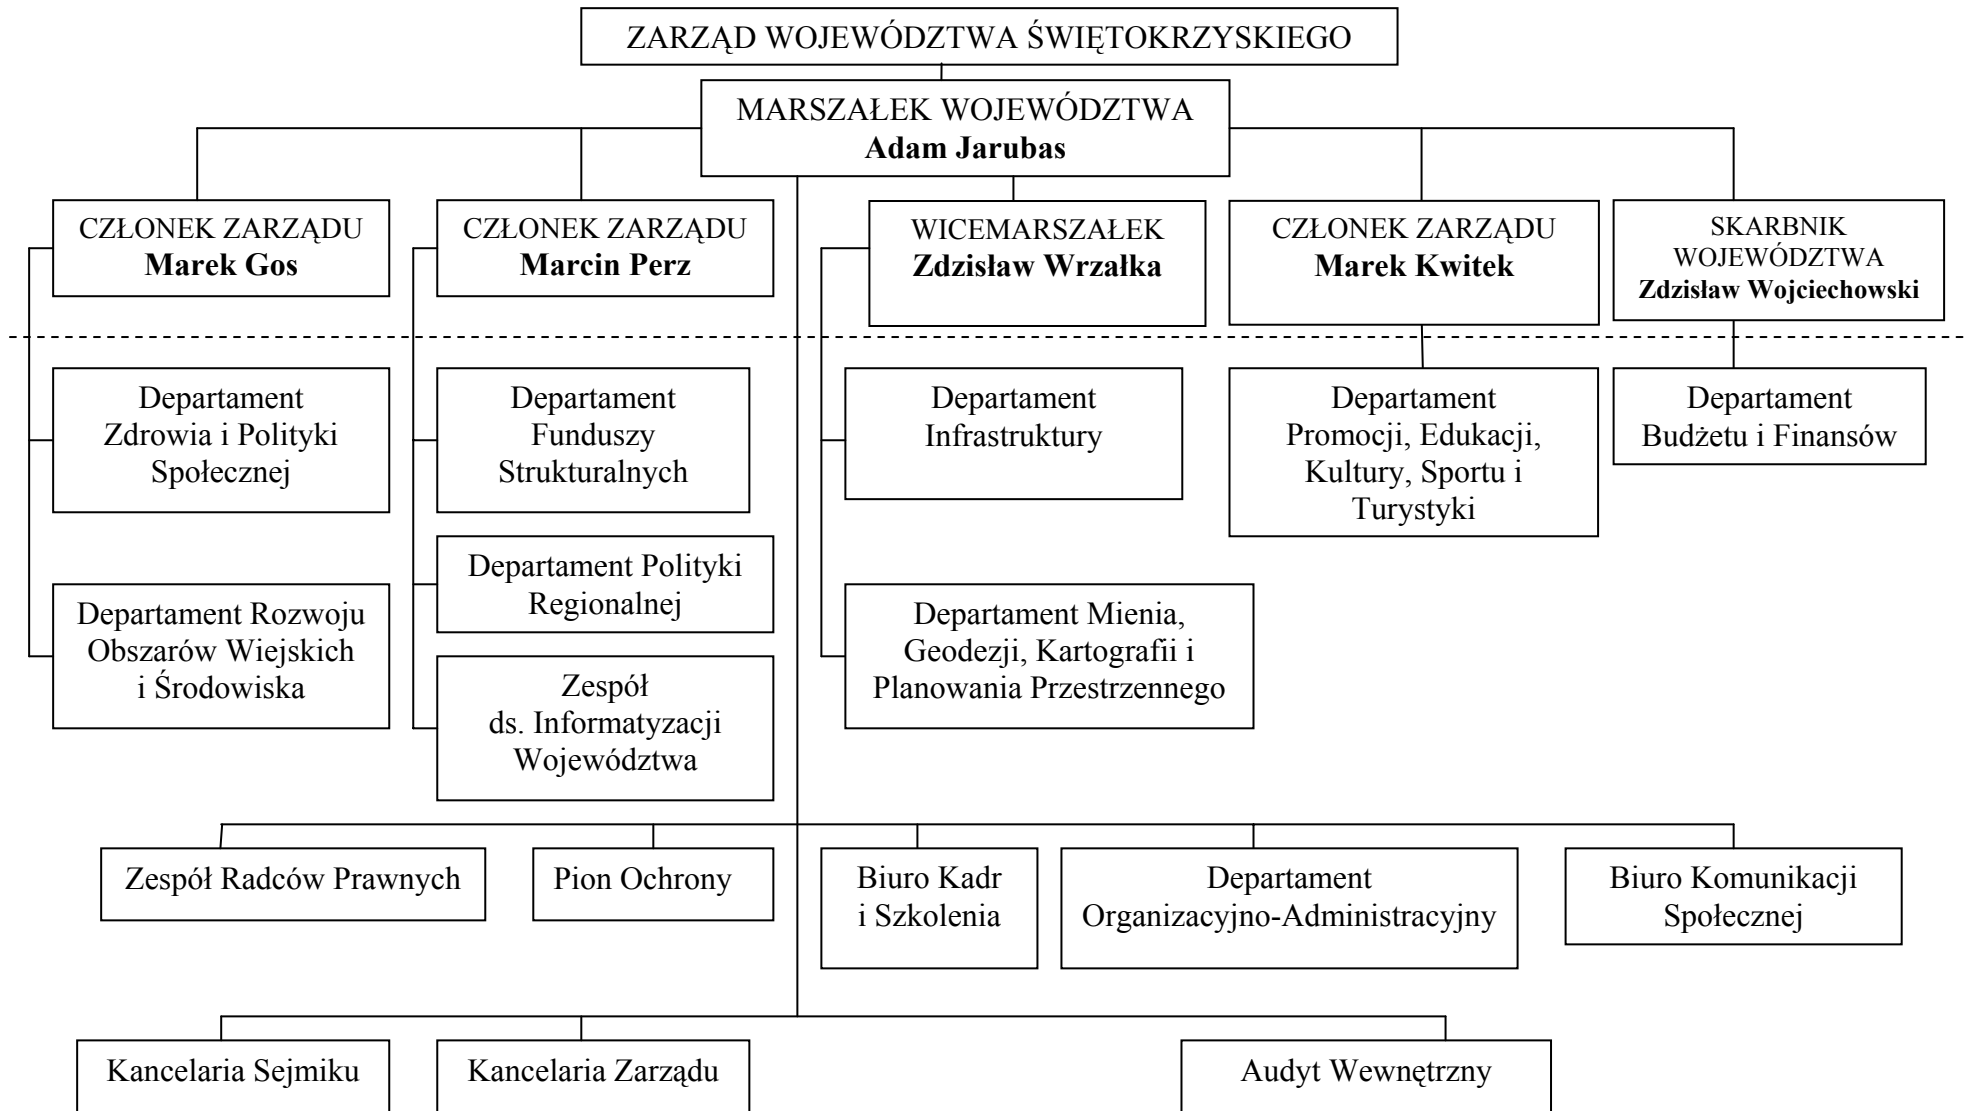 ZARZĄD WOJEWÓDZTWA ŚWIĘTOKRZYSKIEGO
MARSZAŁEK WOJEWÓDZTWA
Adam Jarubas
CZŁONEK ZARZĄDU
Marek Gos
CZŁONEK ZARZĄDU
Marcin Perz
WICEMARSZAŁEK
Zdzisław Wrzałka
CZŁONEK ZARZĄDU
Marek Kwitek
SKARBNIK
WOJEWÓDZTWA
Zdzisław Wojciechowski
Departament
Zdrowia i Polityki
Społecznej
Departament
Funduszy
Strukturalnych
Departament
Infrastruktury
Departament
Promocji, Edukacji,
Kultury, Sportu i
Turystyki
Departament
Budżetu i Finansów
Departament Polityki
Regionalnej
Departament Rozwoju
Obszarów Wiejskich
i Środowiska
Zespół
ds. Informatyzacji
Województwa
Departament Mienia,
Geodezji, Kartografii i
Planowania Przestrzennego
Zespół Radców Prawnych
Pion Ochrony
Biuro Kadr
i Szkolenia
Departament
Organizacyjno-Administracyjny
Biuro Komunikacji
Społecznej
Kancelaria Sejmiku
Kancelaria Zarządu
Audyt Wewnętrzny